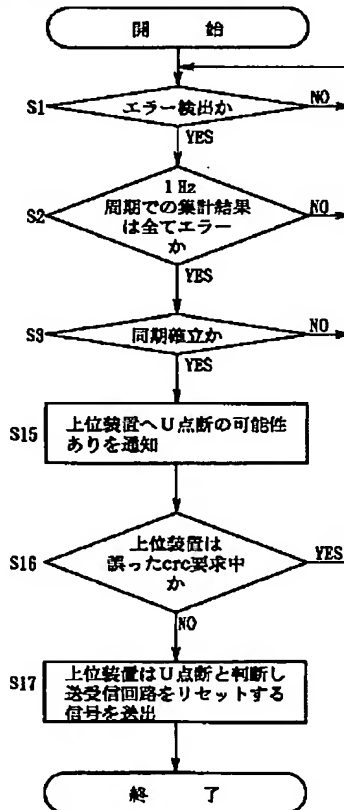 開 始
S1 エラー検出か NO
YES
1Hz
周期での集計結果
S2 は全てエラー NO
か
YES
S3 同期確立か NO
YES
S15 上位装置へU点断の可能性
ありを通知
上位装置は
S16 誤ったcrc要求中 YES
か
NO
S17 上位装置はU点断と判断し
送受信回路をリセットする
信号を送出
終 了